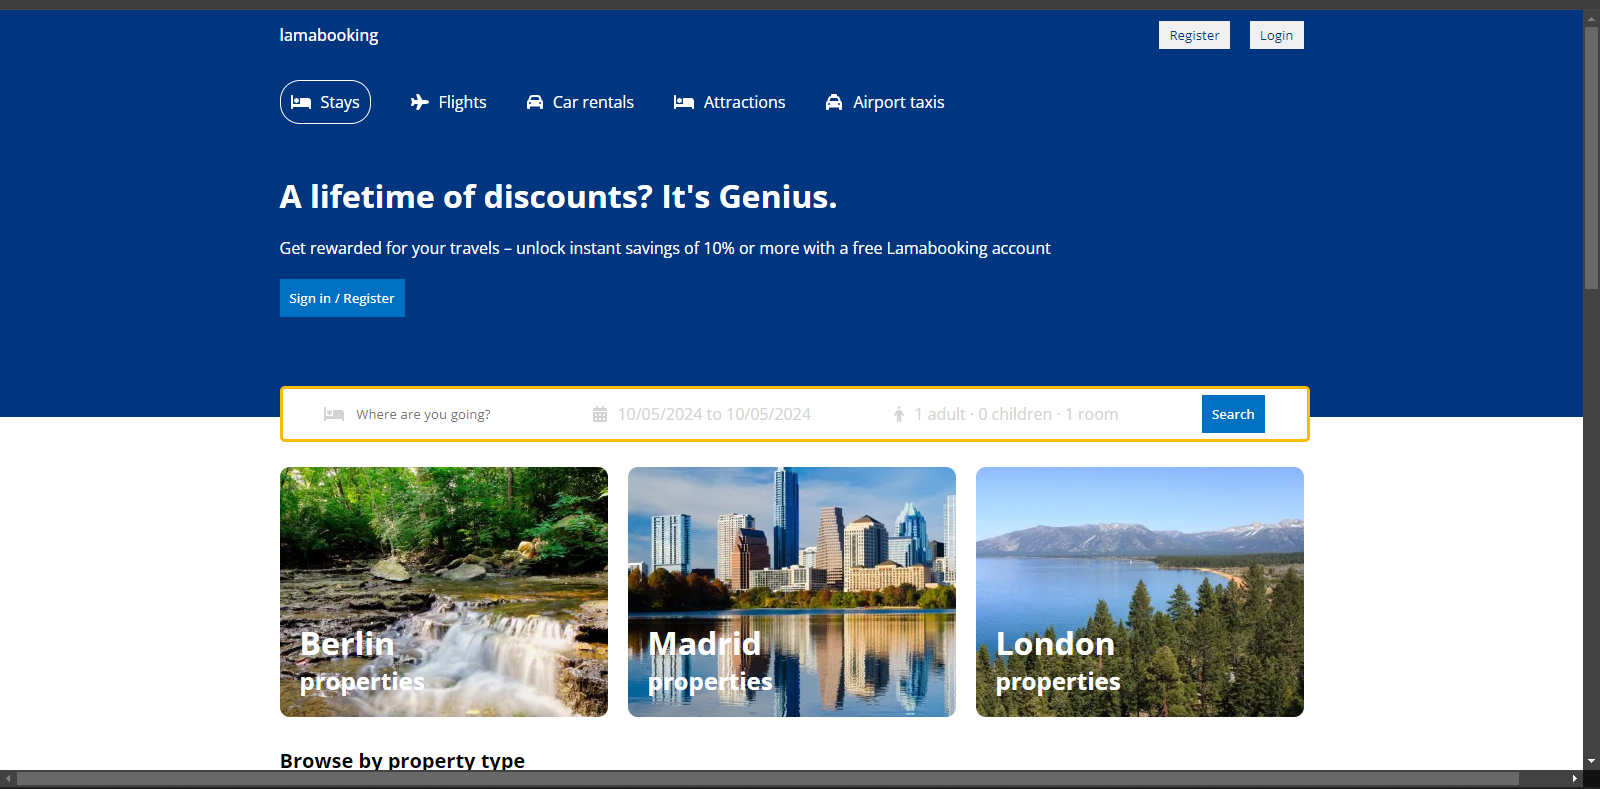 lamabooking
Register Login
Stays Flights Car rentals Attractions Airport taxis
A lifetime of discounts? It's Genius.
Get rewarded for your travels – unlock instant savings of 10% or more with a free Lamabooking account
Sign in / Register
Where are you going? 10/05/2024 to 10/05/2024 1 adult · 0 children · 1 room Search
Berlin
properties
Madrid
properties
London
properties
Browse by property type